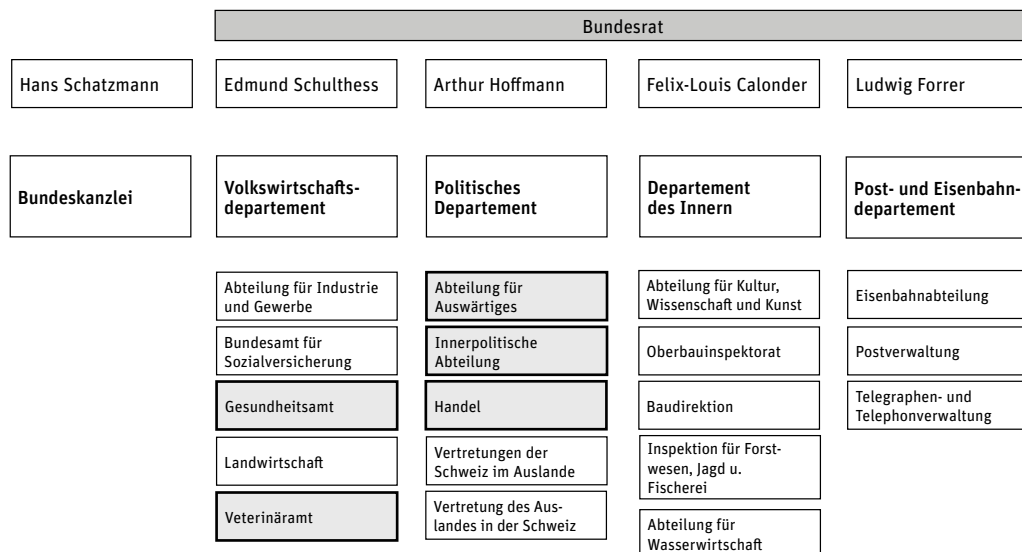 Bundesrat
Hans Schatzmann
Edmund Schulthess
Arthur Hoffmann
Felix-Louis Calonder
Ludwig Forrer
Bundeskanzlei
Volkswirtschafts-
departement
Politisches
Departement
Departement
des Innern
Post- und Eisenbahn-
departement
Abteilung für Industrie
und Gewerbe
Bundesamt für
Sozialversicherung
Gesundheitsamt
Landwirtschaft
Veterinäramt
Abteilung für
Auswärtiges
Innerpolitische
Abteilung
Handel
Vertretungen der
Schweiz im Auslande
Vertretung des Aus-
landes in der Schweiz
Abteilung für Kultur,
Wissenschaft und Kunst
Oberbauinspektorat
Baudirektion
Inspektion für Forst-
wesen, Jagd u.
Fischerei
Abteilung für
Wasserwirtschaft
Eisenbahnabteilung
Postverwaltung
Telegraphen- und
Telephonverwaltung